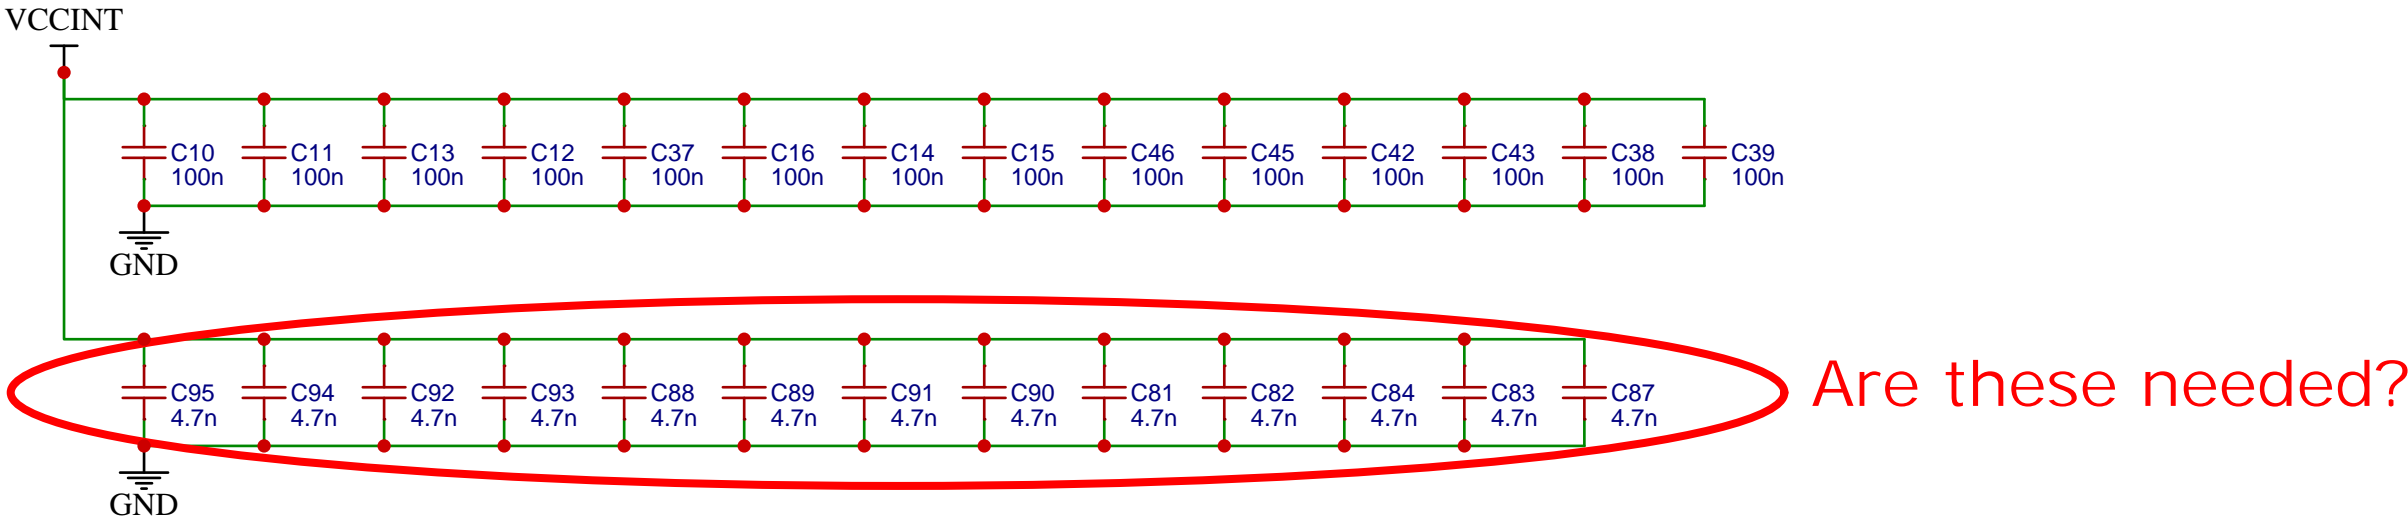 VCCINT
C10 C11 C13 C12 C37 C16 C14 C15 C46 C45 C42 C43 C38 C39
100n 100n 100n 100n 100n 100n 100n 100n 100n 100n 100n 100n 100n 100n
GND
C95 C94 C92 C93 C88 C89 C91 C90 C81 C82 C84 C83 C87
4.7n 4.7n 4.7n 4.7n 4.7n 4.7n 4.7n 4.7n 4.7n 4.7n 4.7n 4.7n 4.7n
Are these needed?
GND